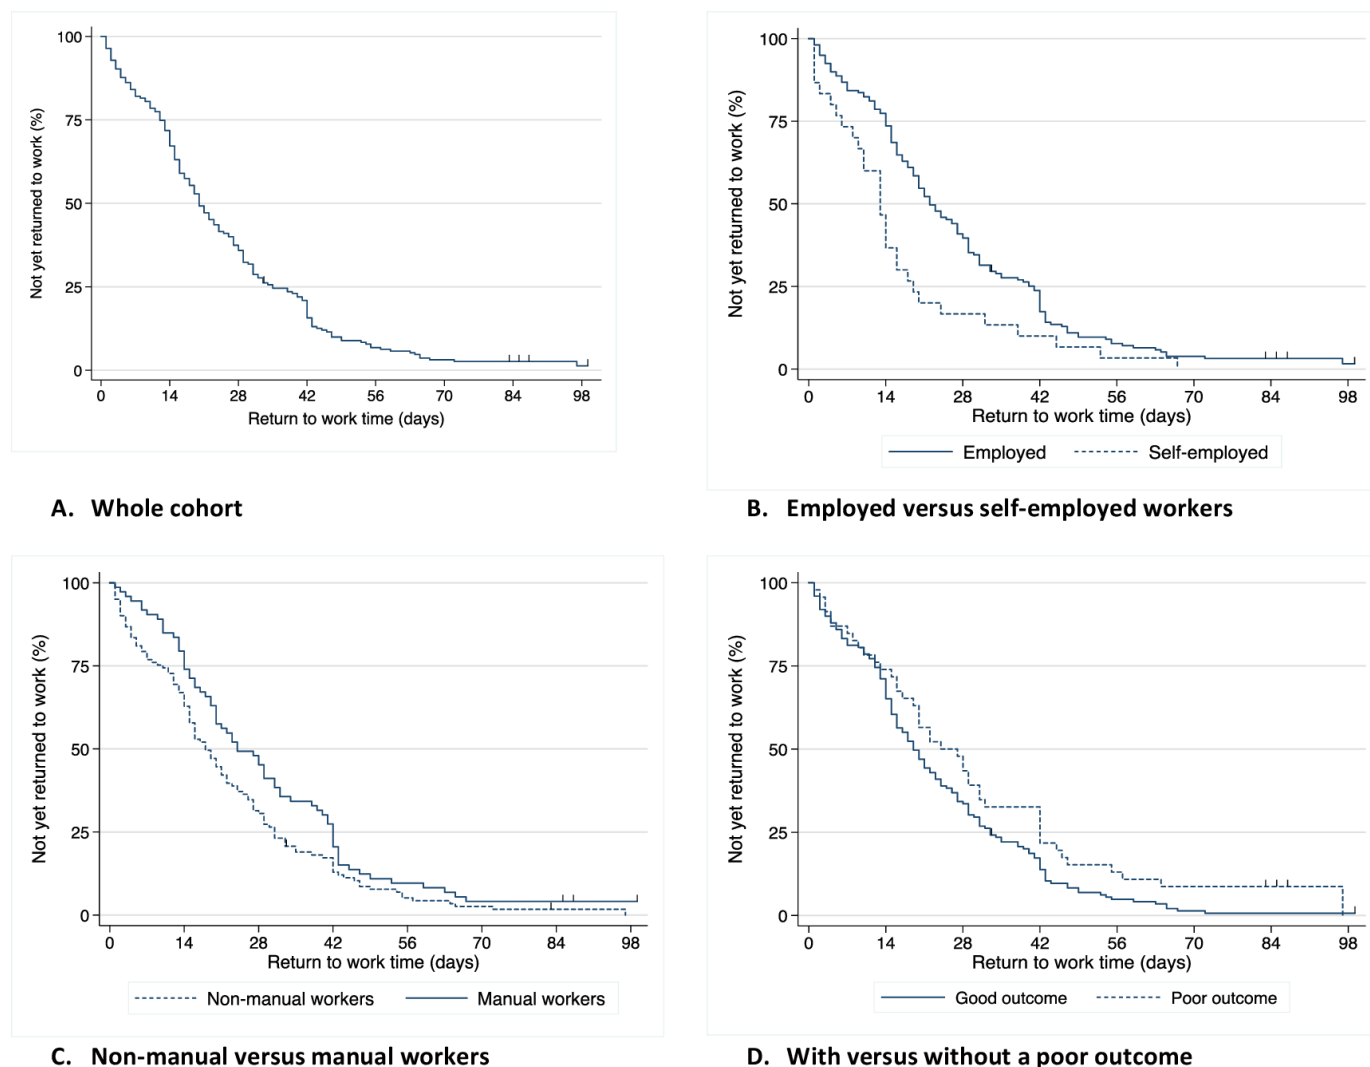 Not yet returned to work (%)
100
75
50
25
0
0 14 28 42 56 70 84 98
Return to work time (days)
A. Whole cohort
Not yet returned to work (%)
100
75
50
25
0
0 14 28 42 56 70 84 98
Return to work time (days)
Employed Self-employed
B. Employed versus self-employed workers
Not yet returned to work (%)
100
75
50
25
0
0 14 28 42 56 70 84 98
Return to work time (days)
Non-manual workers Manual workers
C. Non-manual versus manual workers
Not yet returned to work (%)
100
75
50
25
0
0 14 28 42 56 70 84 98
Return to work time (days)
Good outcome Poor outcome
D. With versus without a poor outcome